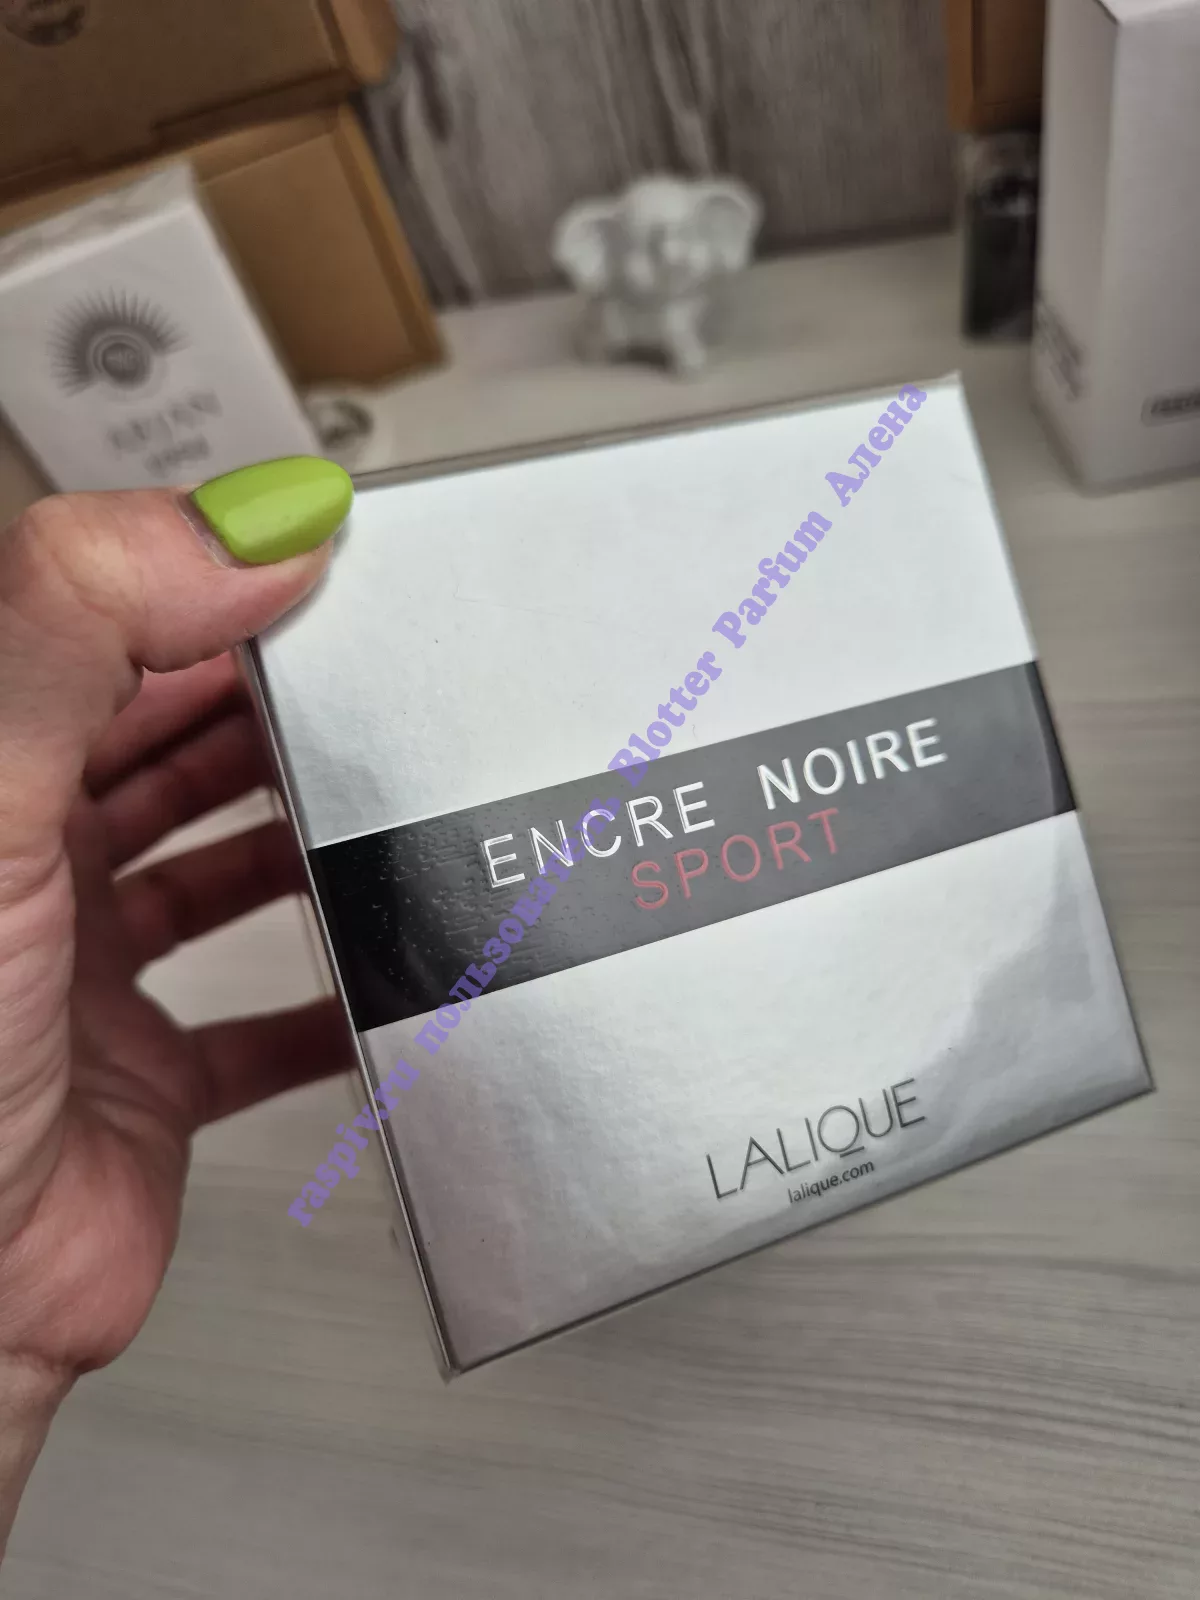 ENCRE NOIRE
SPORT
LALIQUE
lalique.com
raspiv.ru пользователь Blotter Parfum Алена